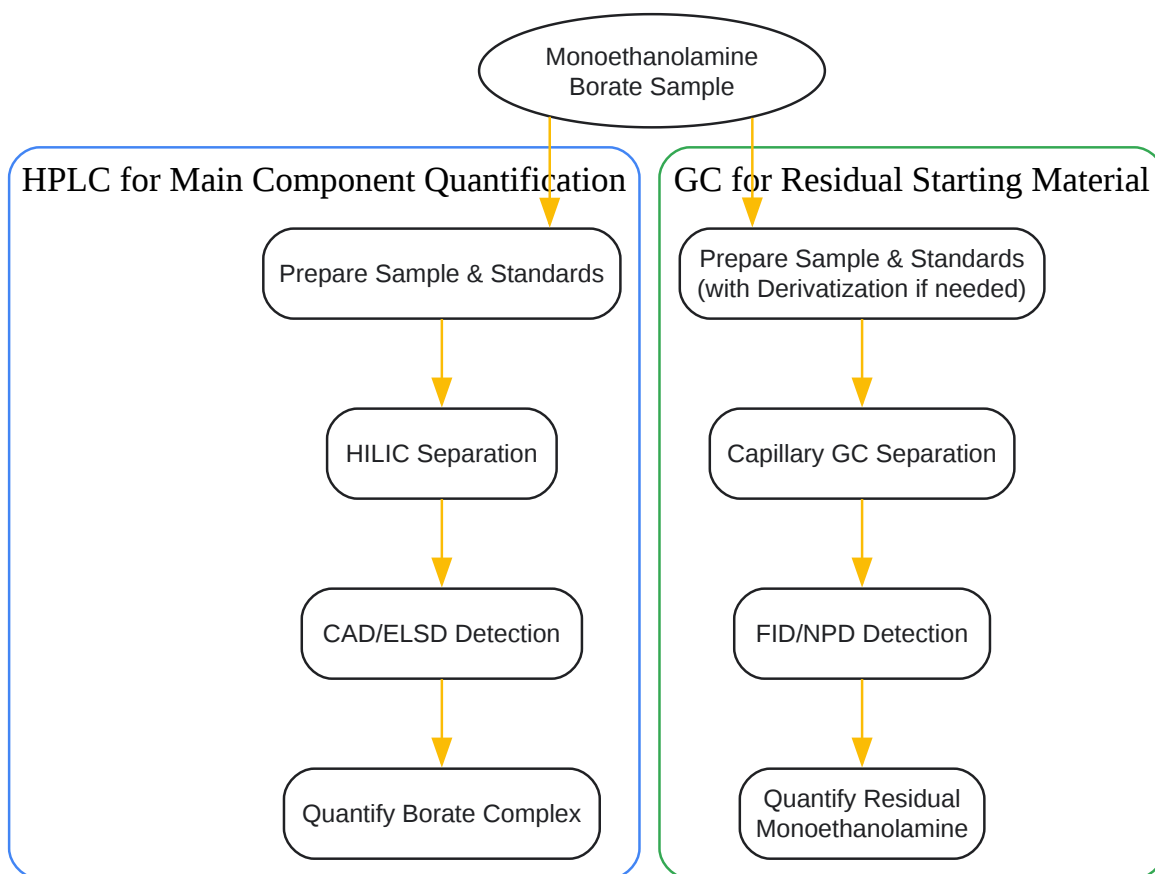 Monoethanolamine
Borate Sample
HPLC for Main Component Quantification
Prepare Sample & Standards
HILIC Separation
CAD/ELSD Detection
Quantify Borate Complex
GC for Residual Starting Material
Prepare Sample & Standards
(with Derivatization if needed)
Capillary GC Separation
FID/NPD Detection
Quantify Residual
Monoethanolamine